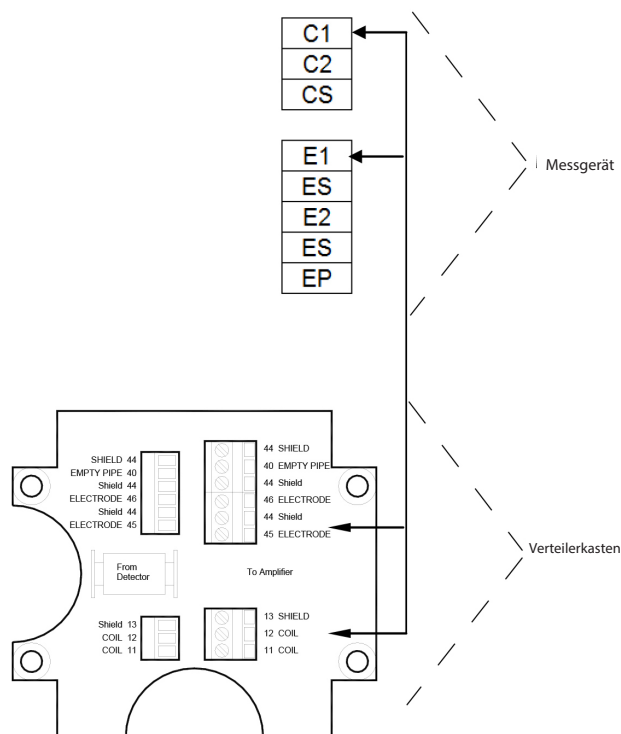 C1
C2
CS
E1
ES
E2
ES
EP
Messgerät
SHIELD 44
EMPTY PIPE 40
Shield 44
ELECTRODE 46
Shield 44
ELECTRODE 45
44 SHIELD
40 EMPTY PIPE
44 Shield
46 ELECTRODE
44 Shield
45 ELECTRODE
Verteilerkasten
From
Detector
To Amplifier
Shield 13
COIL 12
COIL 11
13 SHIELD
12 COIL
11 COIL